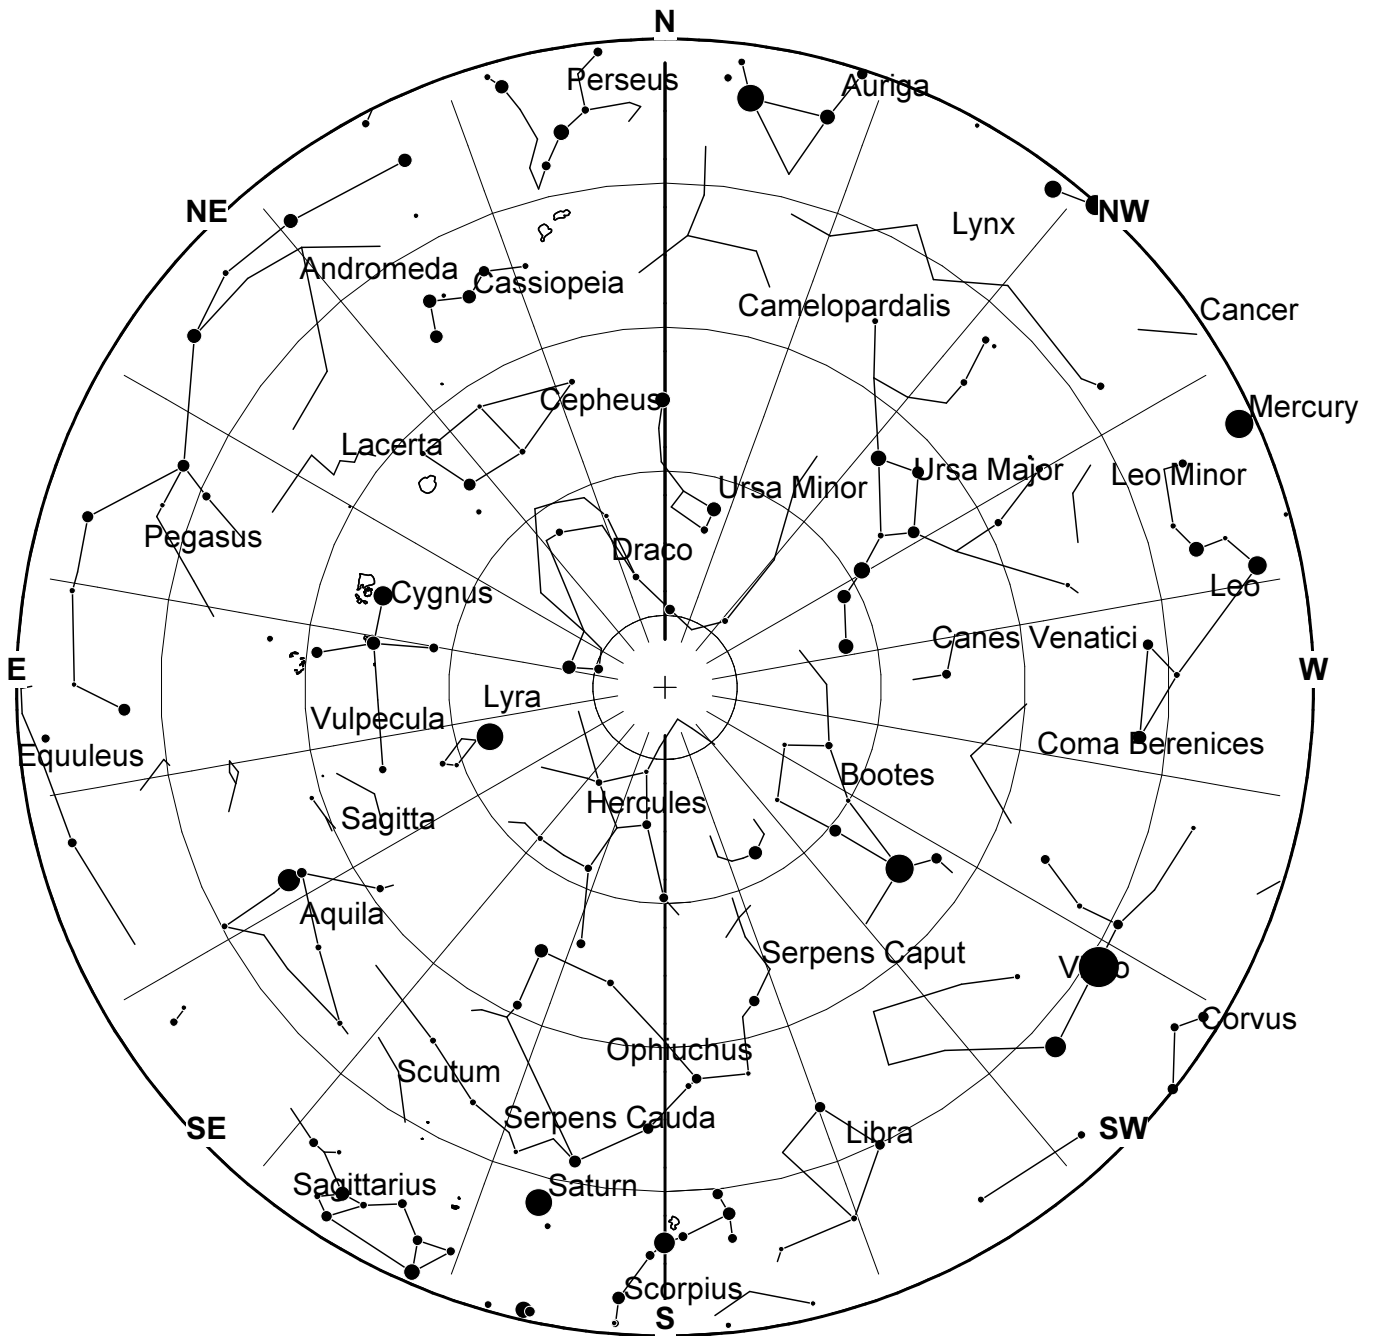 N
Perseus
Auriga
NE
NW
Lynx
Andromeda
Cassiopeia
Camelopardalis
Cancer
Cepheus
Mercury
Lacerta
Ursa Major
Leo Minor
Ursa Minor
Pegasus
Draco
Cygnus
Leo
Canes Venatici
E
W
Lyra
Vulpecula
Coma Berenices
Equuleus
Bootes
Hercules
Sagitta
Aquila
Serpens Caput
Corvus
Ophiuchus
Scutum
Serpens Cauda
SE
SW
Libra
Sagittarius
Saturn
Scorpius
S